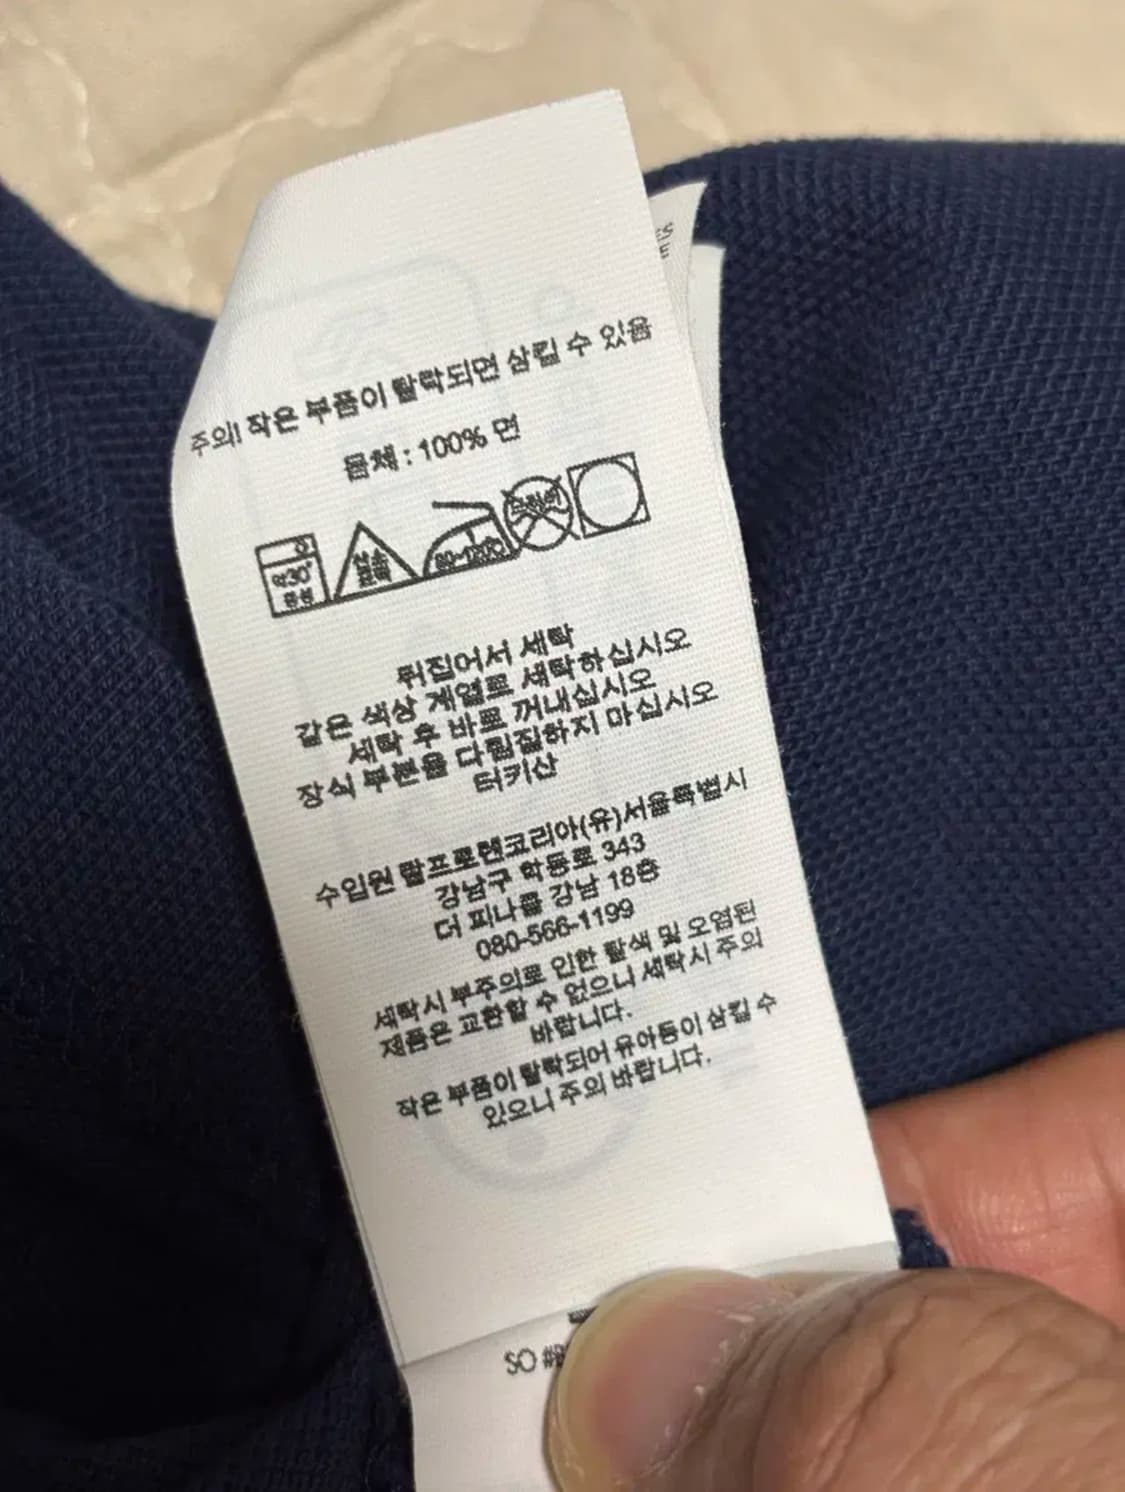 주의! 작은 부품이 탈락되면 삼킬 수 있음
몸체 : 100% 면
약30°
중성
80-120℃
드라이
뒤집어서 세탁
같은 색상 계열로 세탁하십시오
세탁 후 바로 꺼내십시오
장식 부분을 다림질하지 마십시오
터키산
수입원 랄프로렌코리아(유)서울특별시
강남구 학동로 343
더 피나클 강남 18층
080-566-1199
세탁시 부주의로 인한 탈색 및 오염된
제품은 교환할 수 없으니 세탁시 주의
바랍니다.
작은 부품이 탈락되어 유아동이 삼킬 수
있으니 주의 바랍니다.
SO #